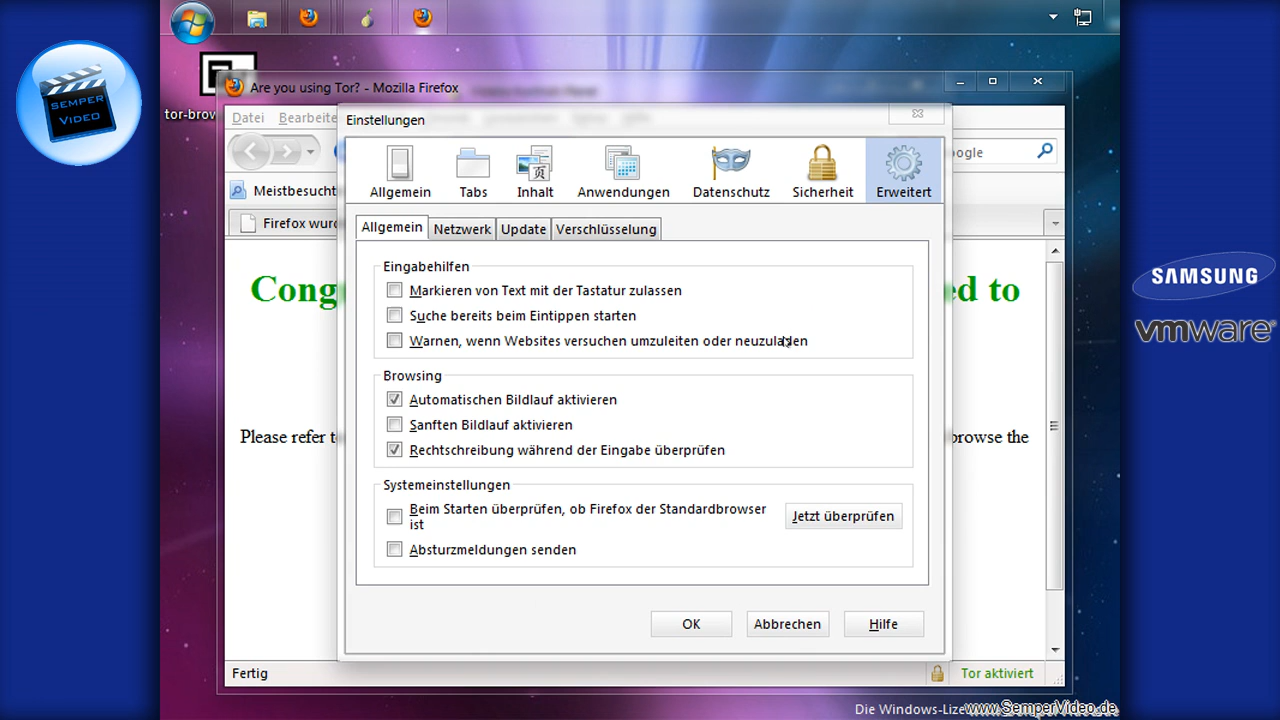 SEMPER
VIDEO
tor-brow
Are you using Tor? - Mozilla Firefox
Datei Bearbeite
Einstellungen
oogle
Allgemein Tabs Inhalt Anwendungen Datenschutz Sicherheit Erweitert
Meistbesucht
Firefox wurd
Allgemein Netzwerk Update Verschlüsselung
Eingabehilfen
Cong ed to
Markieren von Text mit der Tastatur zulassen
Suche bereits beim Eintippen starten
Warnen, wenn Websites versuchen umzuleiten oder neuzuladen
Browsing
Automatischen Bildlauf aktivieren
Sanften Bildlauf aktivieren
Please refer t browse the
Rechtschreibung während der Eingabe überprüfen
Systemeinstellungen
Beim Starten überprüfen, ob Firefox der Standardbrowser
ist
Jetzt überprüfen
Absturzmeldungen senden
OK Abbrechen Hilfe
Fertig
Tor aktiviert
Die Windows-Lize
www.SemperVideo.de
SAMSUNG
vmware